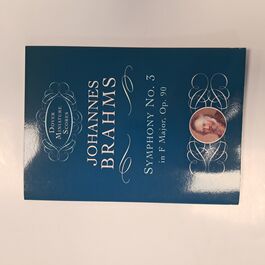 DOVER
MINIATURE
SCORES
JOHANNES
BRAHMS
SYMPHONY NO. 3
in F Major, Op. 90